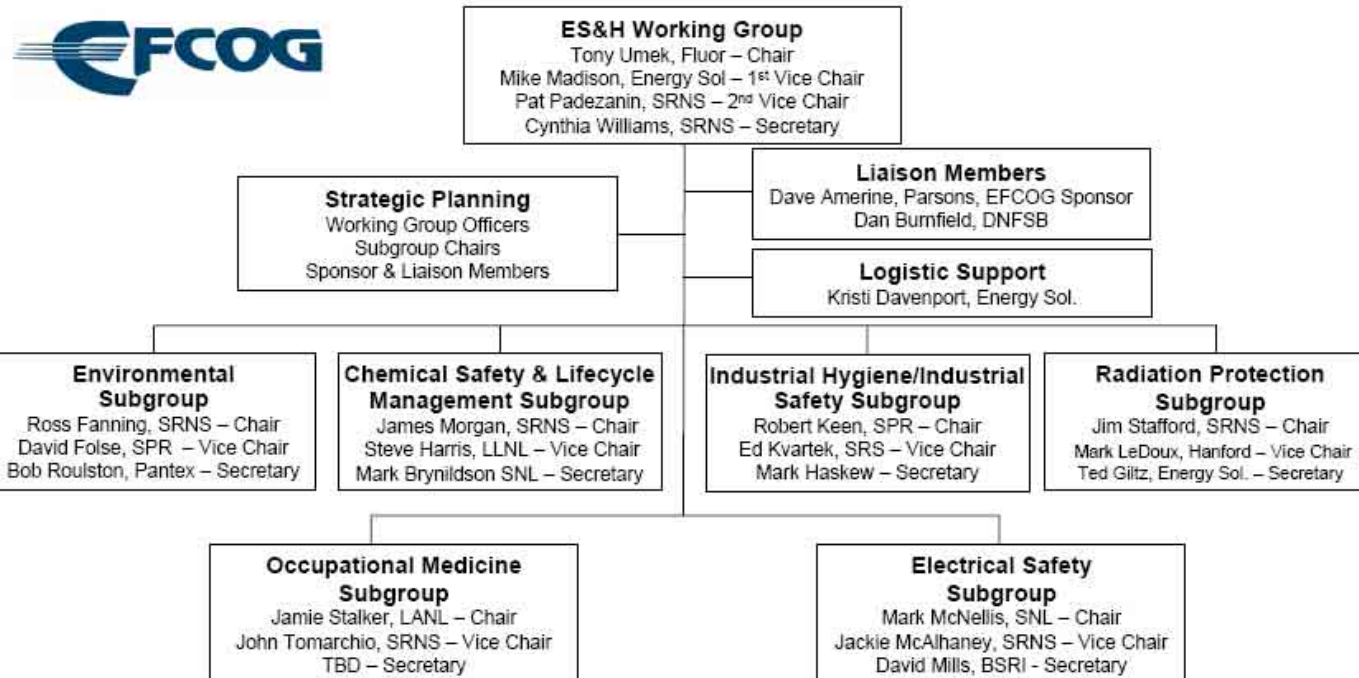 EFCOG
ES&H Working Group
Tony Umek, Fluor – Chair
Mike Madison, Energy Sol – 1st Vice Chair
Pat Padezanin, SRNS – 2nd Vice Chair
Cynthia Williams, SRNS – Secretary
Strategic Planning
Working Group Officers
Subgroup Chairs
Sponsor & Liaison Members
Liaison Members
Dave Amerine, Parsons, EFCOG Sponsor
Dan Burnfield, DNFSB
Logistic Support
Kristi Davenport, Energy Sol.
Environmental
Subgroup
Ross Fanning, SRNS – Chair
David Folse, SPR – Vice Chair
Bob Roulston, Pantex – Secretary
Chemical Safety & Lifecycle
Management Subgroup
James Morgan, SRNS – Chair
Steve Harris, LLNL – Vice Chair
Mark Brynildson SNL – Secretary
Industrial Hygiene/Industrial
Safety Subgroup
Robert Keen, SPR – Chair
Ed Kvartek, SRS – Vice Chair
Mark Haskew – Secretary
Radiation Protection
Subgroup
Jim Stafford, SRNS – Chair
Mark LeDoux, Hanford – Vice Chair
Ted Giltz, Energy Sol. – Secretary
Occupational Medicine
Subgroup
Jamie Stalker, LANL – Chair
John Tomarchio, SRNS – Vice Chair
TBD – Secretary
Electrical Safety
Subgroup
Mark McNellis, SNL – Chair
Jackie McAlhaney, SRNS – Vice Chair
David Mills, BSRI - Secretary